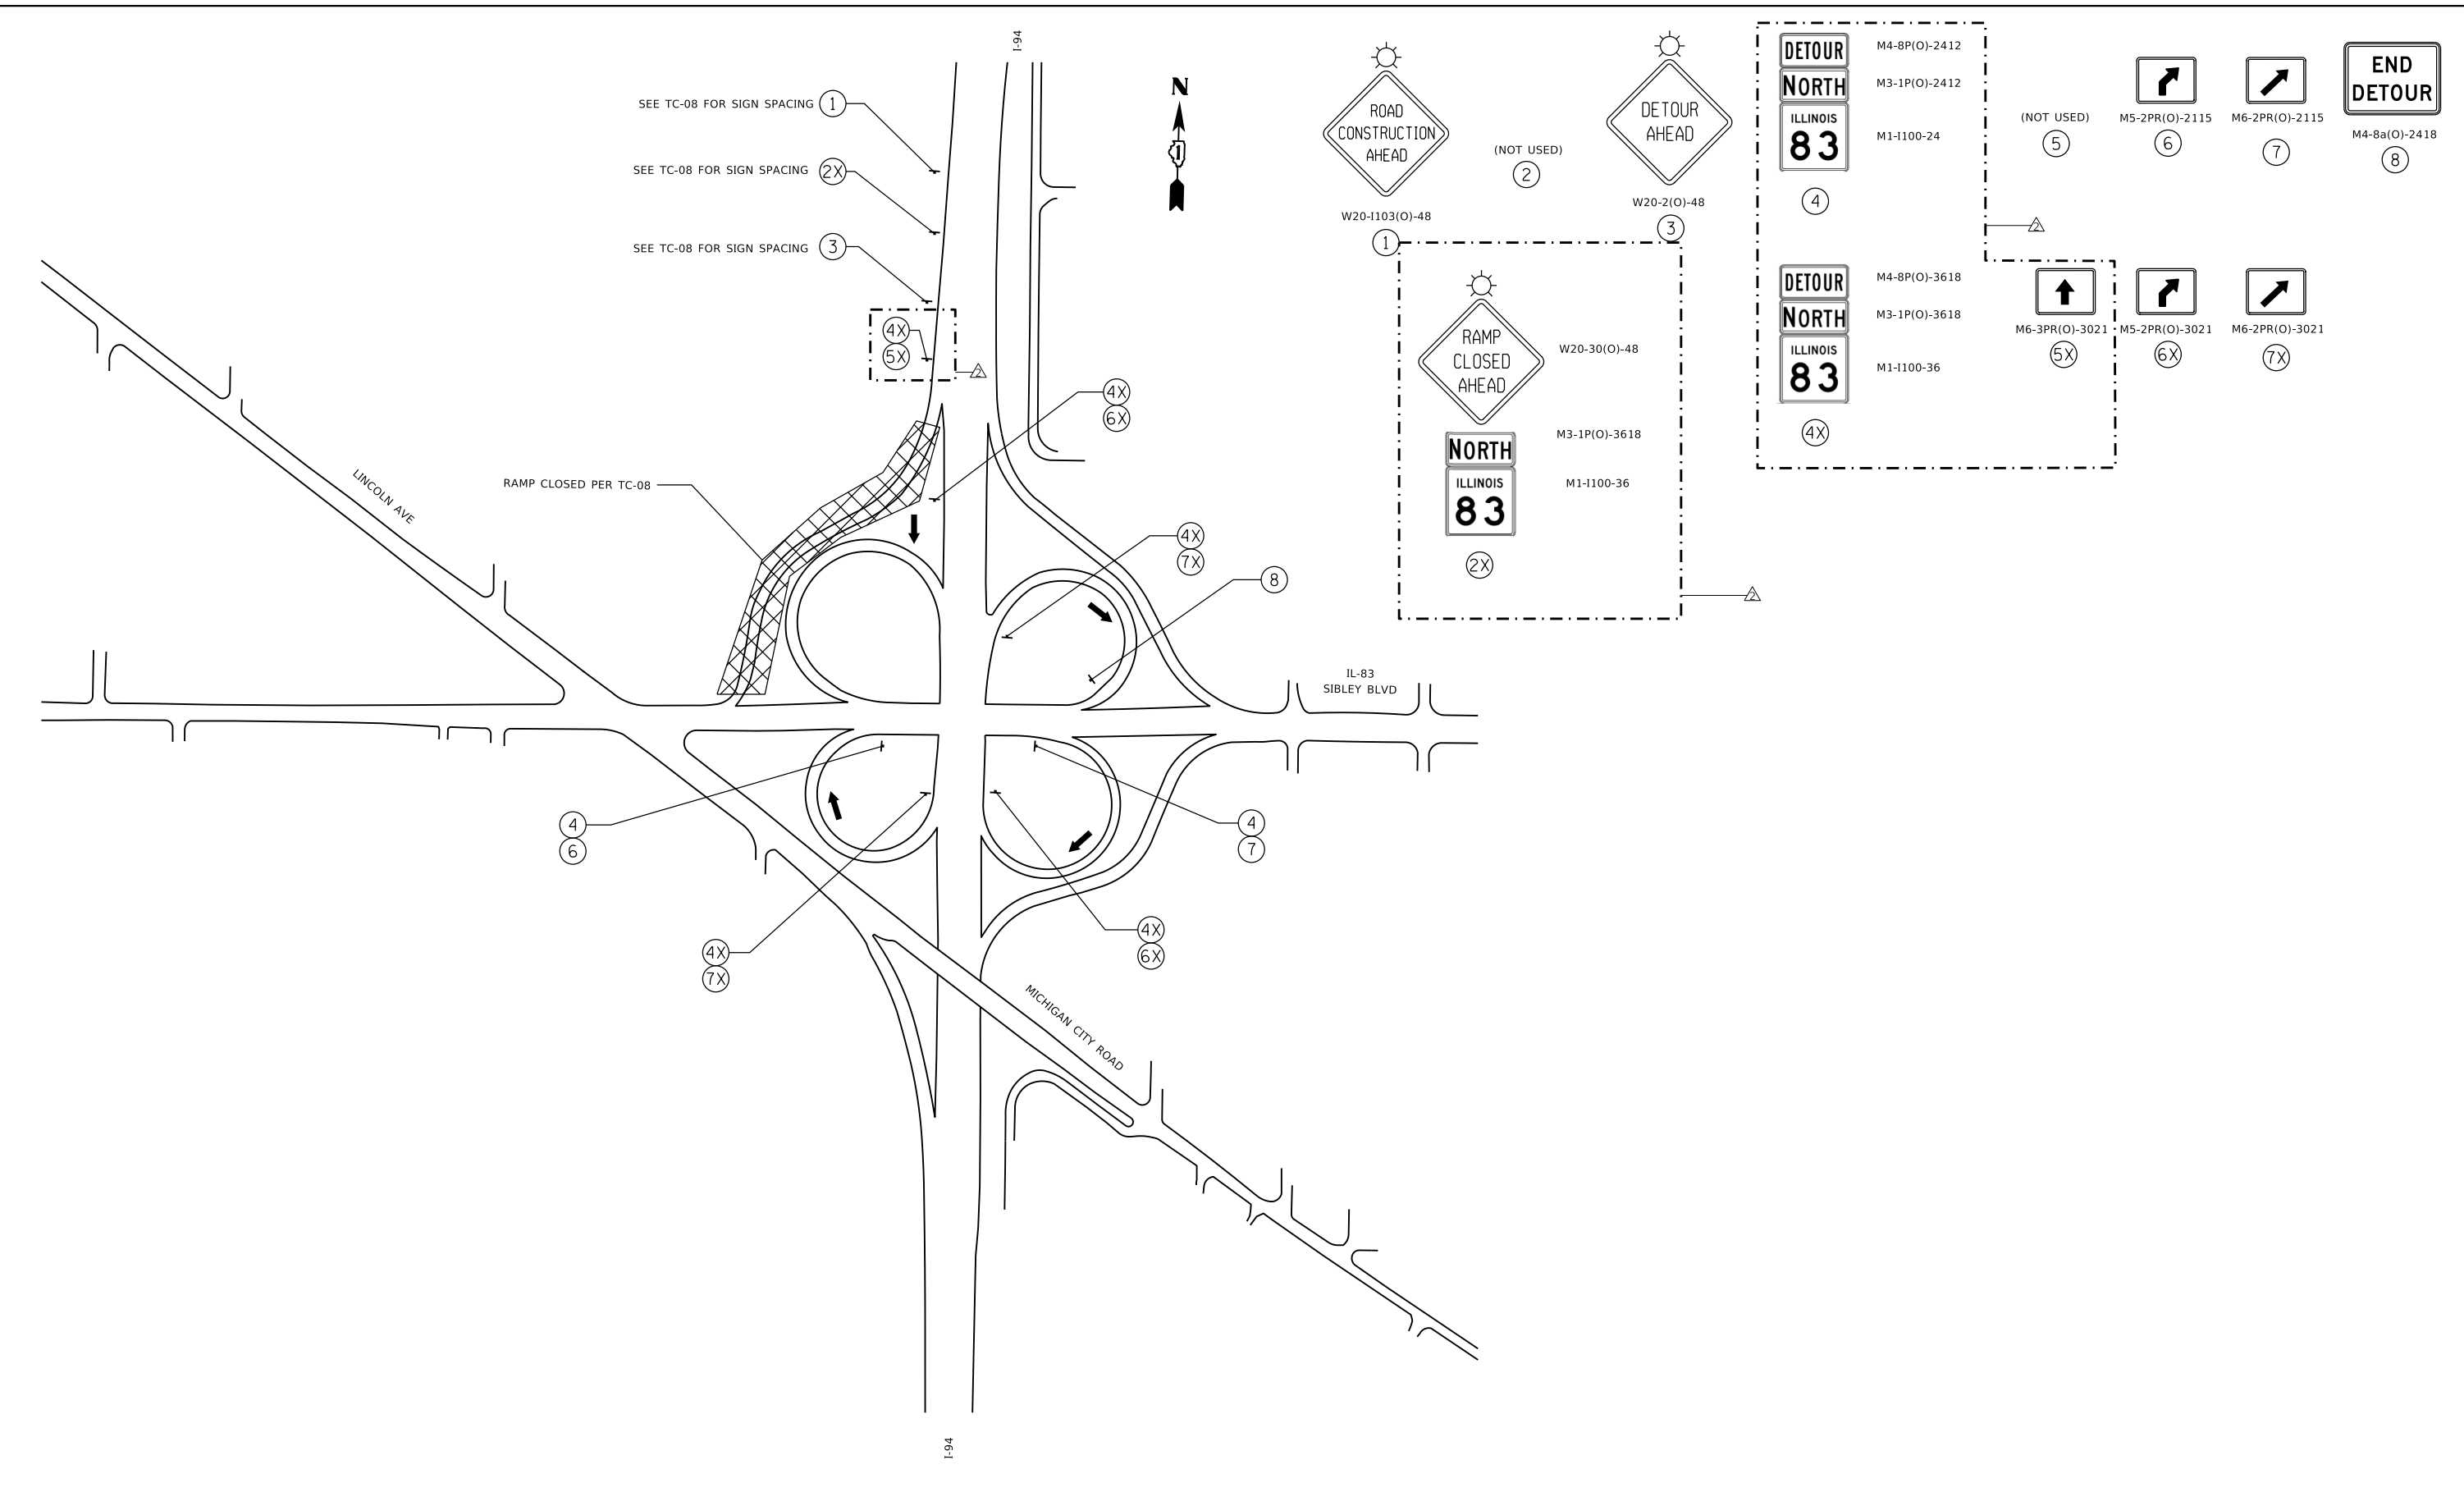 I-94
SEE TC-08 FOR SIGN SPACING 1
SEE TC-08 FOR SIGN SPACING 2X
SEE TC-08 FOR SIGN SPACING 3
4X
5X
2
4X
6X
RAMP CLOSED PER TC-08
LINCOLN AVE
4X
7X
8
IL-83
SIBLEY BLVD
4
6
4
7
4X
7X
4X
6X
MICHIGAN CITY ROAD
I-94
N
1
ROAD
CONSTRUCTION
AHEAD
W20-I103(O)-48
1
(NOT USED)
2
DETOUR
AHEAD
W20-2(O)-48
3
RAMP
CLOSED
AHEAD
W20-30(O)-48
NORTH
M3-1P(O)-3618
ILLINOIS
83
M1-I100-36
2X
2
DETOUR
M4-8P(O)-2412
NORTH
M3-1P(O)-2412
ILLINOIS
83
M1-I100-24
4
2
DETOUR
M4-8P(O)-3618
NORTH
M3-1P(O)-3618
ILLINOIS
83
M1-I100-36
4X
(NOT USED)
5
M5-2PR(O)-2115
6
M6-2PR(O)-2115
7
END
DETOUR
M4-8a(O)-2418
8
M6-3PR(O)-3021
5X
M5-2PR(O)-3021
6X
M6-2PR(O)-3021
7X